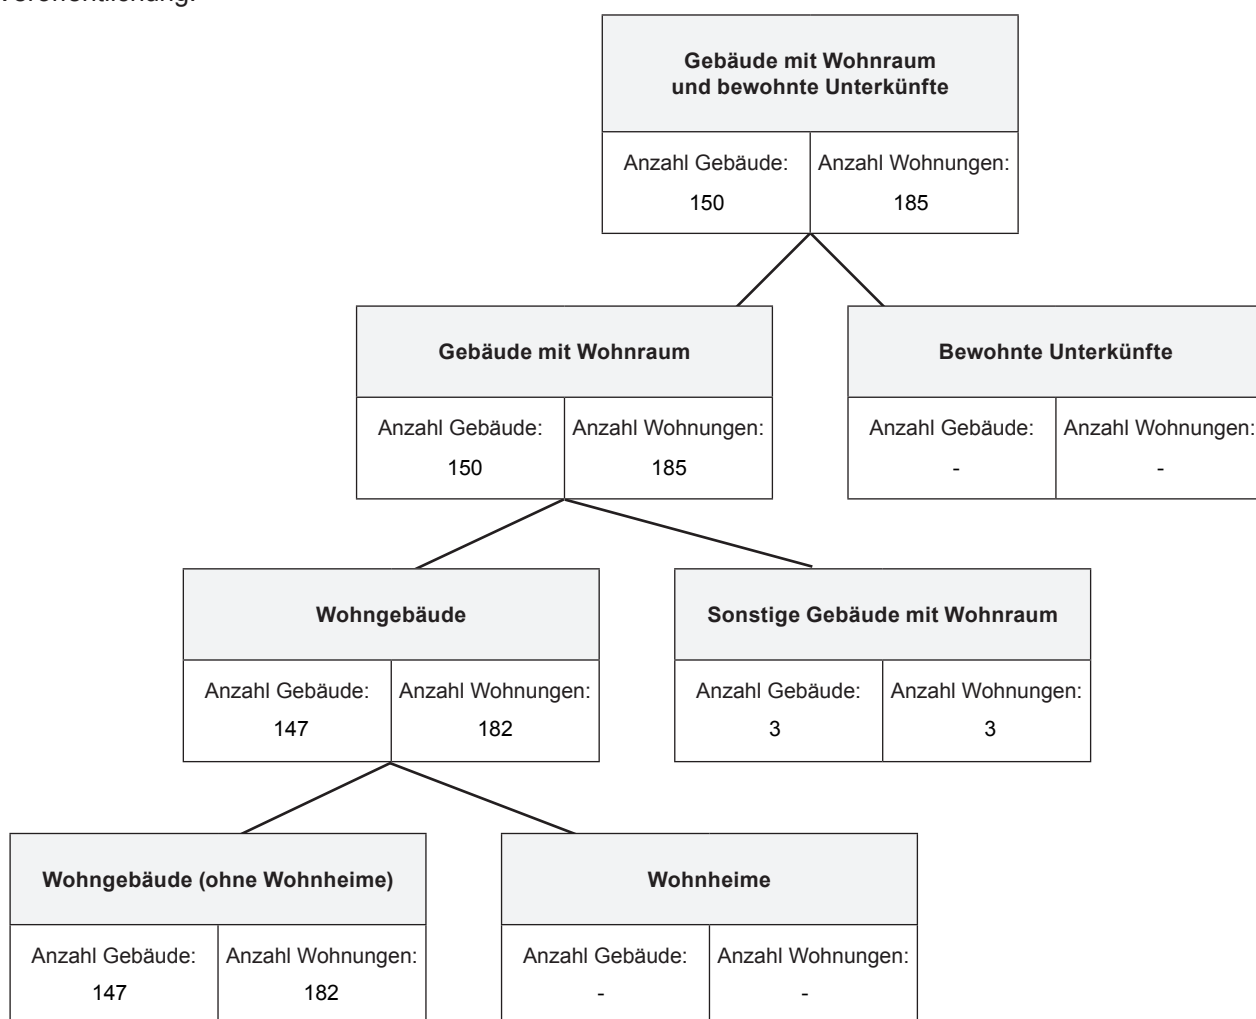 Veröffentlichung.
Gebäude mit Wohnraum
und bewohnte Unterkünfte
Anzahl Gebäude: Anzahl Wohnungen:
150 185
Gebäude mit Wohnraum
Bewohnte Unterkünfte
Anzahl Gebäude: Anzahl Wohnungen:
150 185
Anzahl Gebäude: Anzahl Wohnungen:
- -
Wohngebäude
Sonstige Gebäude mit Wohnraum
Anzahl Gebäude: Anzahl Wohnungen:
147 182
Anzahl Gebäude: Anzahl Wohnungen:
3 3
Wohngebäude (ohne Wohnheime)
Wohnheime
Anzahl Gebäude: Anzahl Wohnungen:
147 182
Anzahl Gebäude: Anzahl Wohnungen:
- -